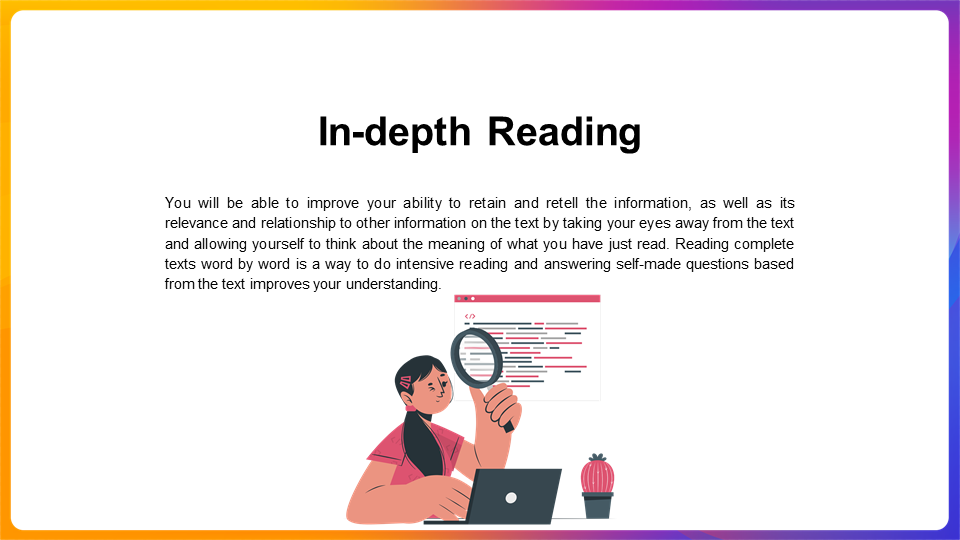 In-depth Reading
You will be able to improve your ability to retain and retell the information, as well as its
relevance and relationship to other information on the text by taking your eyes away from the text
and allowing yourself to think about the meaning of what you have just read. Reading complete
texts word by word is a way to do intensive reading and answering self-made questions based
from the text improves your understanding.
</>